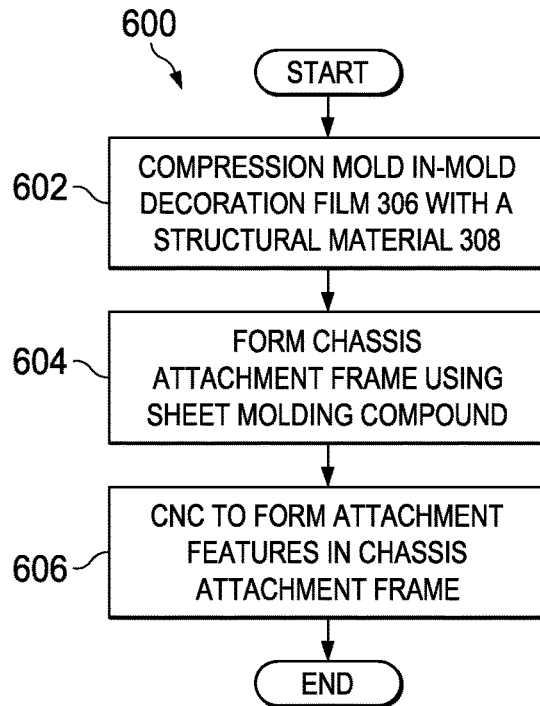 600
START
602
COMPRESSION MOLD IN-MOLD
DECORATION FILM 306 WITH A
STRUCTURAL MATERIAL 308
604
FORM CHASSIS
ATTACHMENT FRAME USING
SHEET MOLDING COMPOUND
606
CNC TO FORM ATTACHMENT
FEATURES IN CHASSIS
ATTACHMENT FRAME
END